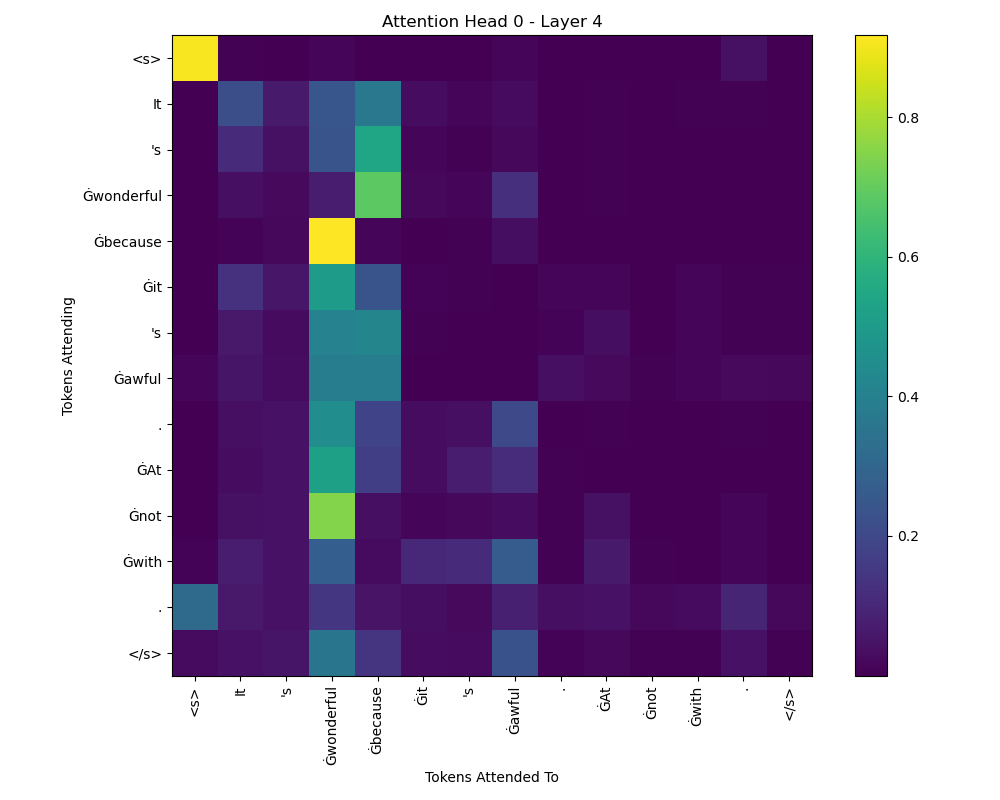 Attention Head 0 - Layer 4
<s>
It
's
Ġwonderful
Ġbecause
Ġit
's
Ġawful
.
ĠAt
Ġnot
Ġwith
.
</s>
Tokens Attending
<s>
It
's
Ġwonderful
Ġbecause
Ġit
's
Ġawful
.
ĠAt
Ġnot
Ġwith
.
</s>
Tokens Attended To
0.8
0.6
0.4
0.2